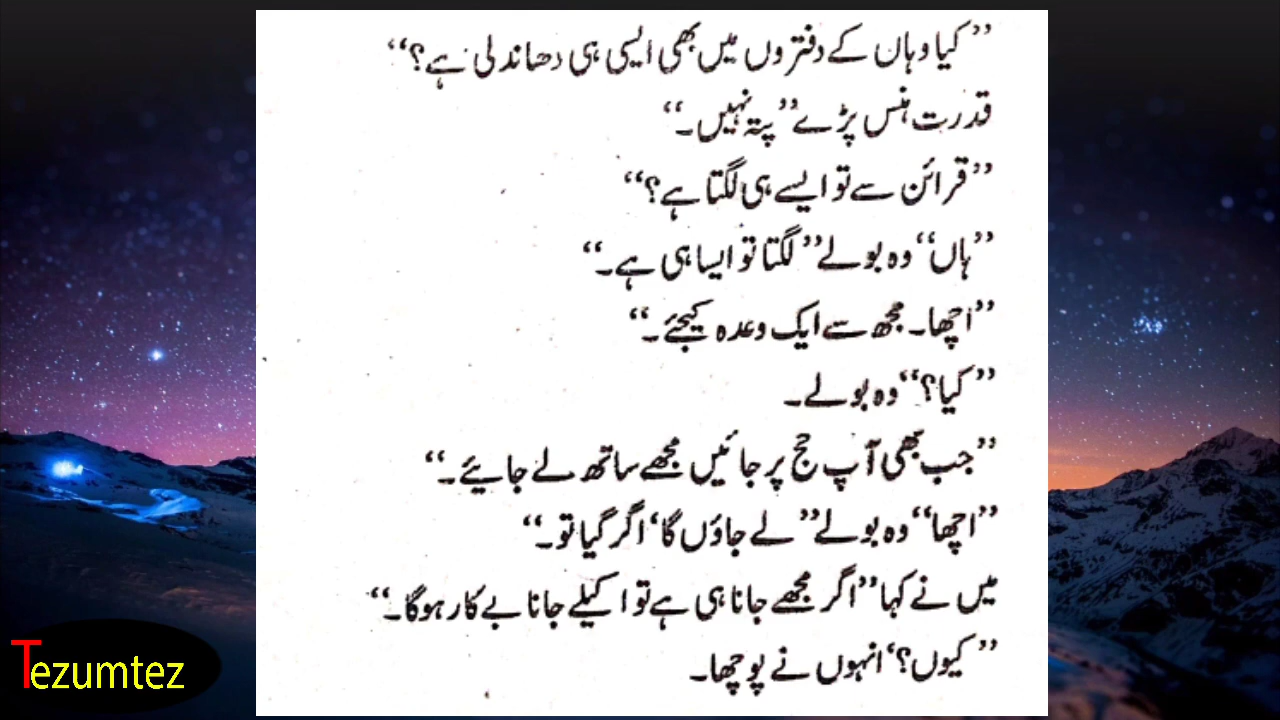 ’’کیا وہاں کے دفتروں میں بھی ایسی ہی دھاندلی ہے؟‘‘
قدرت ہنس پڑے’’پتہ نہیں۔‘‘
’’قرائن سے تو ایسے ہی لگتا ہے؟‘‘
’’ہاں‘‘وہ بولے’’لگتا تو ایسا ہی ہے۔‘‘
’’اچھا۔ مجھ سے ایک وعدہ کیجئے۔‘‘
’’کیا؟‘‘وہ بولے۔
’’جب بھی آپ حج پر جائیں مجھے ساتھ لے جایئے۔‘‘
’’اچھا‘‘وہ بولے’’لے جاؤں گا‘اگر گیا تو۔‘‘
میں نے کہا’’اگر مجھے جانا ہی ہے تو اکیلے جانا بے کار ہوگا۔‘‘
’’کیوں؟‘انہوں نے پوچھا۔
Tezumtez